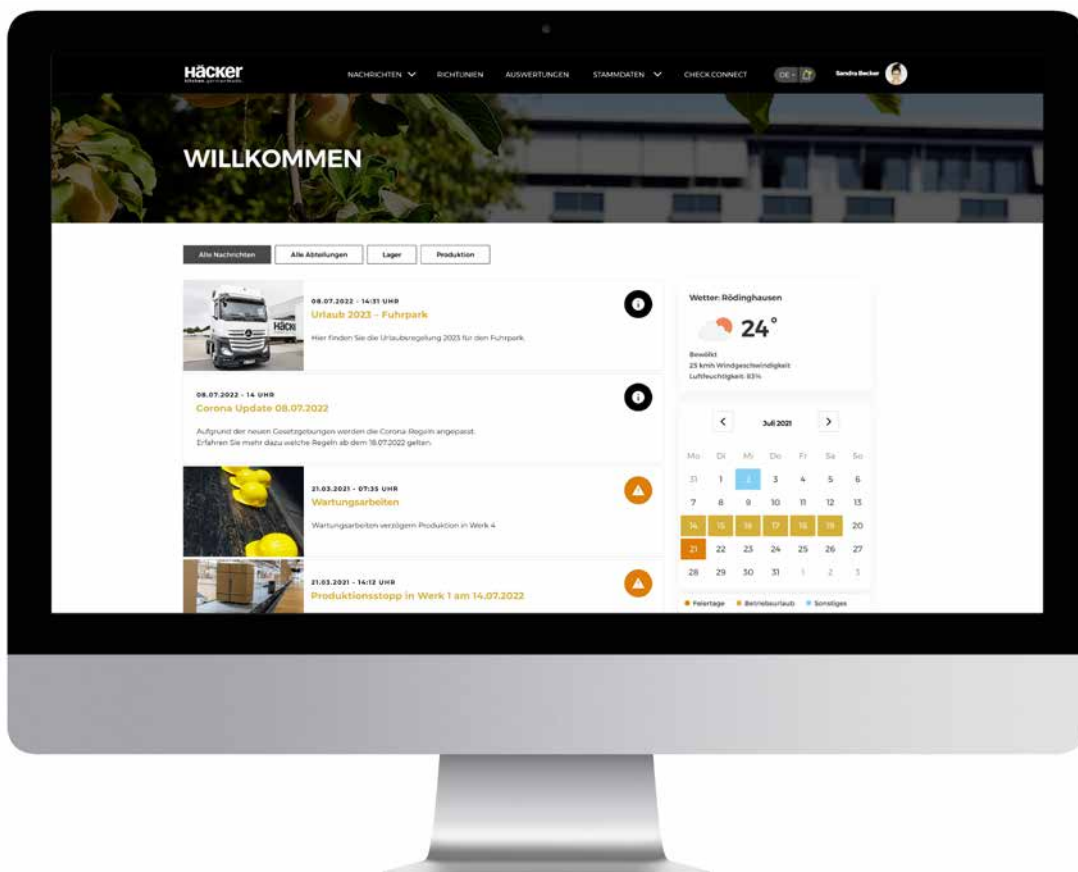 Häcker
kitchen.germanMade.
NACHRICHTEN
RICHTLINIEN
AUSWERTUNGEN
STAMMDATEN
CHECK.CONNECT
DE
Sandra Becker
WILLKOMMEN
Alle Nachrichten
Alle Abteilungen
Lager
Produktion
08.07.2022 - 14:31 UHR
Urlaub 2023 – Fuhrpark
Hier finden Sie die Urlaubsregelung 2023 für den Fuhrpark.
HÄCKE
08.07.2022 - 14 UHR
Corona Update 08.07.2022
Aufgrund der neuen Gesetzgebungen werden die Corona-Regeln angepasst.
Erfahren Sie mehr dazu welche Regeln ab dem 18.07.2022 gelten.
21.03.2021 - 07:35 UHR
Wartungsarbeiten
Wartungsarbeiten verzögern Produktion in Werk 4
21.03.2021 - 14:12 UHR
Produktionsstopp in Werk 1 am 14.07.2022
Wetter: Rödinghausen
24°
Bewölkt
25 kmh Windgeschwindigkeit
Luftfeuchtigkeit: 83%
Juli 2021
Mo Di Mi Do Fr Sa So
31 1 2 3 4 5 6
7 8 9 10 11 12 13
14 15 16 17 18 19 20
21 22 23 24 25 26 27
28 29 30 31 1 2 3
Feiertage Betriebsurlaub Sonstiges